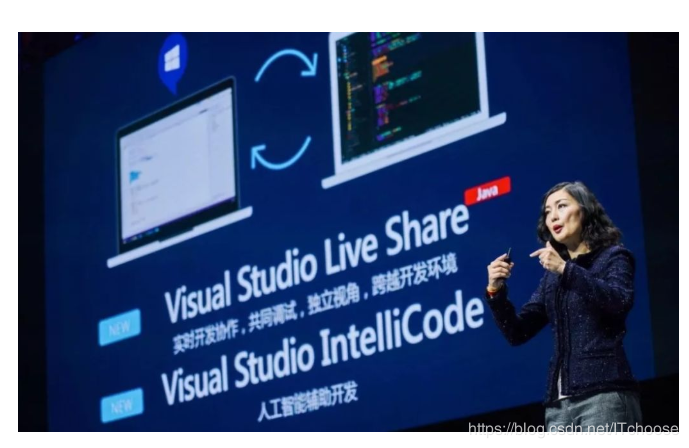 Java
Visual Studio Live Share
NEW
实时开发协作，共同调试，独立视角，跨越开发环境
Visual Studio IntelliCode
NEW
人工智能辅助开发
https://blog.csdn.net/ITchoose